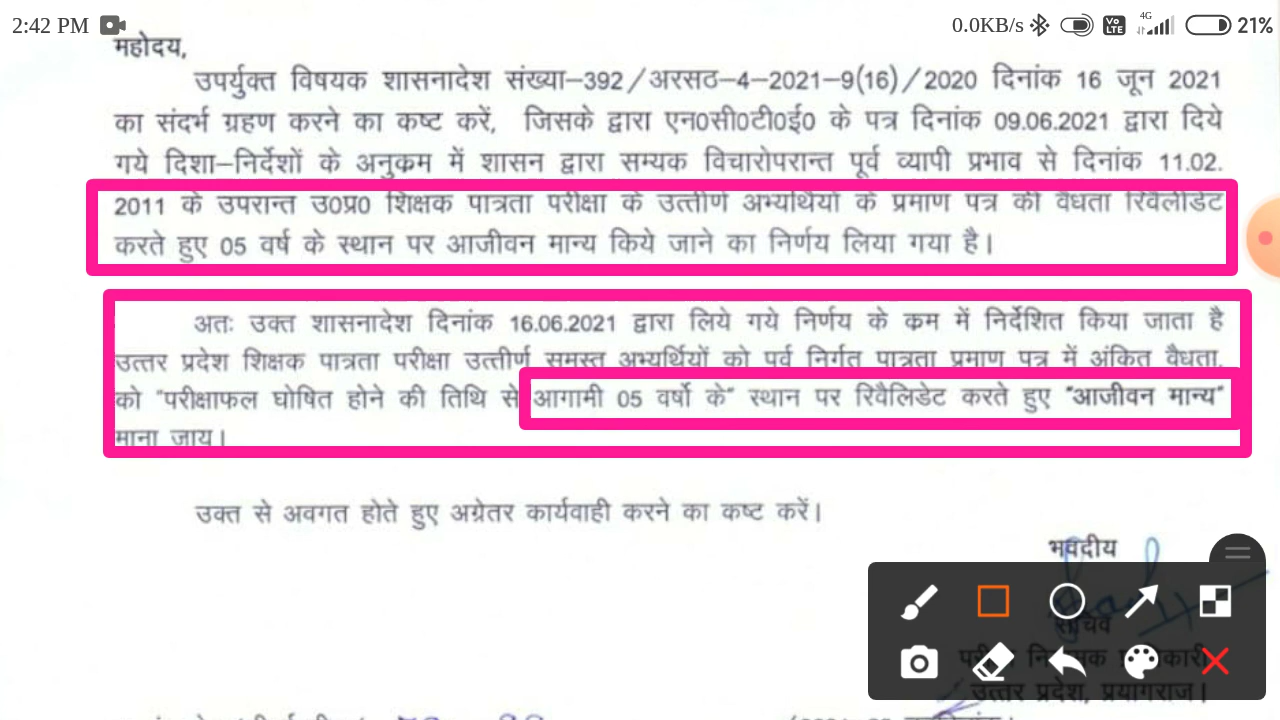 2:42 PM
0.0KB/s 4G Vo LTE 21%
महोदय,
उपर्युक्त विषयक शासनादेश संख्या–392/अरसठ–4–2021–9(16)/2020 दिनांक 16 जून 2021
का संदर्भ ग्रहण करने का कष्ट करें, जिसके द्वारा एन0सी0टी0ई0 के पत्र दिनांक 09.06.2021 द्वारा दिये
गये दिशा–निर्देशों के अनुक्रम में शासन द्वारा सम्यक विचारोपरान्त पूर्व व्यापी प्रभाव से दिनांक 11.02.
2011 के उपरान्त उ0प्र0 शिक्षक पात्रता परीक्षा के उत्तीर्ण अभ्यर्थियों के प्रमाण पत्र की वैधता रिवैलीडेट
करते हुए 05 वर्ष के स्थान पर आजीवन मान्य किये जाने का निर्णय लिया गया है।
अतः उक्त शासनादेश दिनांक 16.06.2021 द्वारा लिये गये निर्णय के क्रम में निर्देशित किया जाता है
उत्तर प्रदेश शिक्षक पात्रता परीक्षा उत्तीर्ण समस्त अभ्यर्थियों को पूर्व निर्गत पात्रता प्रमाण पत्र में अंकित वैधता,
को "परीक्षाफल घोषित होने की तिथि से आगामी 05 वर्षो के" स्थान पर रिवैलिडेट करते हुए "आजीवन मान्य"
माना जाय।
उक्त से अवगत होते हुए अग्रेतर कार्यवाही करने का कष्ट करें।
भवदीय
सचिव
उत्तर प्रदेश, प्रयागराज।